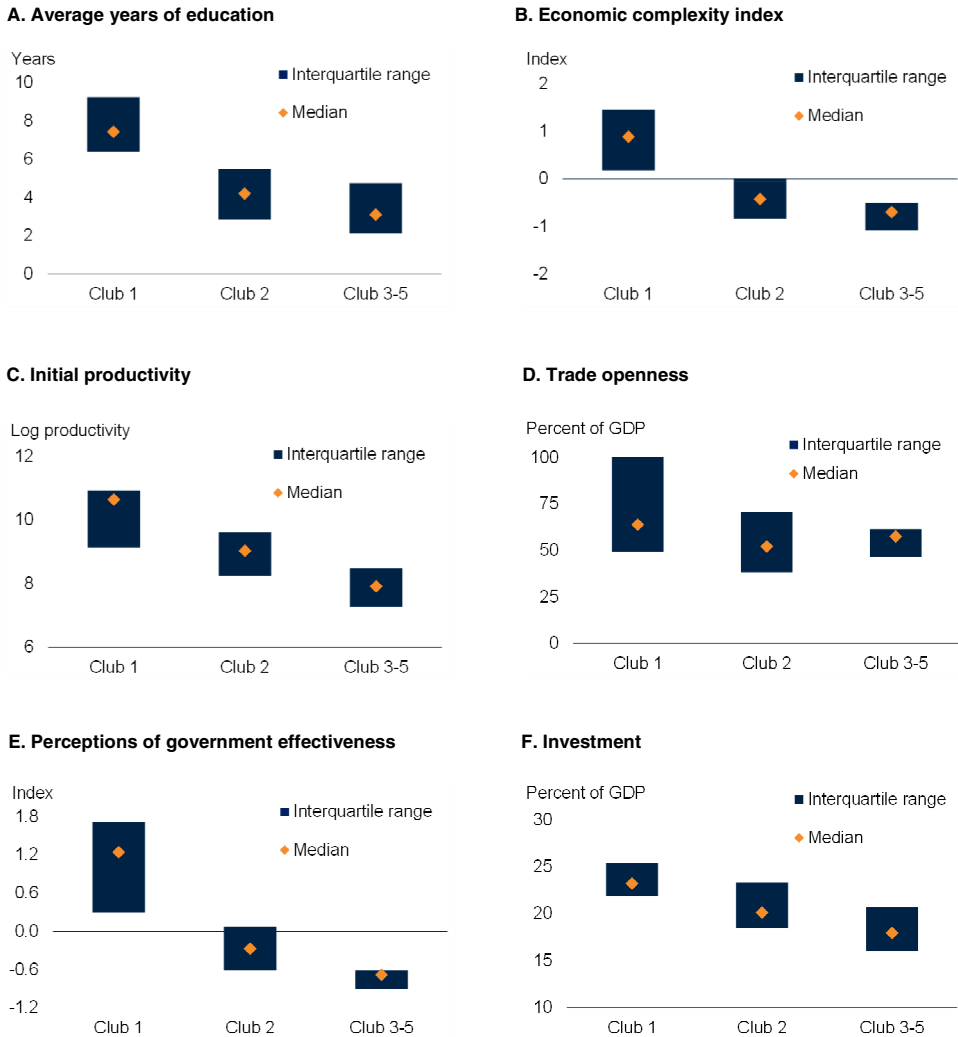 A. Average years of education
Years
10
8
6
4
2
0
Interquartile range
Median
Club 1
Club 2
Club 3-5
B. Economic complexity index
Index
2
1
0
-1
-2
Interquartile range
Median
Club 1
Club 2
Club 3-5
C. Initial productivity
Log productivity
12
10
8
6
Interquartile range
Median
Club 1
Club 2
Club 3-5
D. Trade openness
Percent of GDP
100
75
50
25
0
Interquartile range
Median
Club 1
Club 2
Club 3-5
E. Perceptions of government effectiveness
Index
1.8
1.2
0.6
0.0
-0.6
-1.2
Interquartile range
Median
Club 1
Club 2
Club 3-5
F. Investment
Percent of GDP
30
25
20
15
10
Interquartile range
Median
Club 1
Club 2
Club 3-5